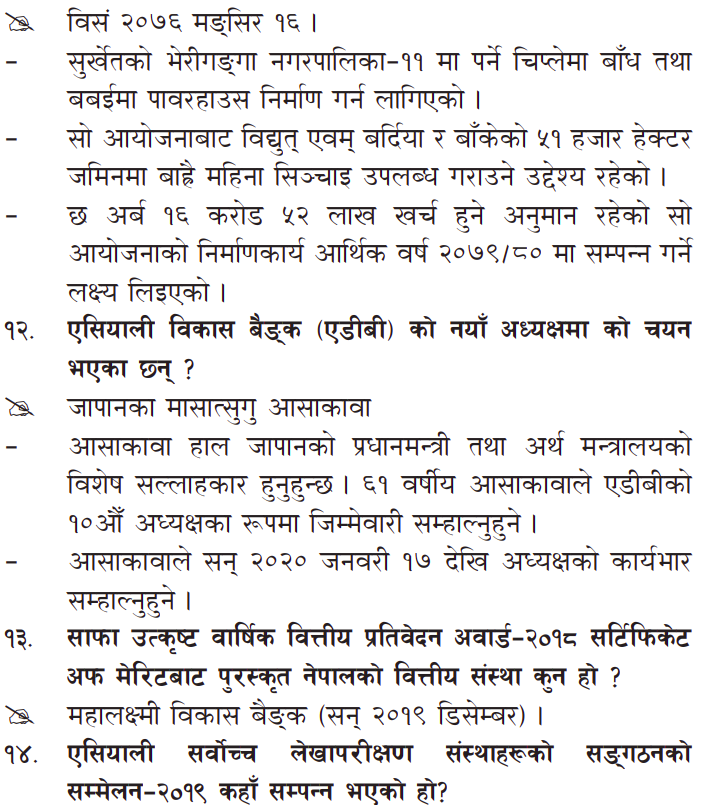 विसं २०७६ मङ्सिर १६ ।
- सुर्खेतको भेरीगङ्गा नगरपालिका-११ मा पर्ने चिप्लेमा बाँध तथा
बबईमा पावरहाउस निर्माण गर्न लागिएको ।
- सो आयोजनाबाट विद्युत् एवम् बर्दिया र बाँकेको ५१ हजार हेक्टर
जमिनमा बाह्रै महिना सिञ्चाइ उपलब्ध गराउने उद्देश्य रहेको ।
- छ अर्ब १६ करोड ५२ लाख खर्च हुने अनुमान रहेको सो
आयोजनाको निर्माणकार्य आर्थिक वर्ष २०७९/८० मा सम्पन्न गर्ने
लक्ष्य लिइएको ।
१२. एसियाली विकास बैङ्क (एडीबी) को नयाँ अध्यक्षमा को चयन
भएका छन् ?
जापानका मासात्सुगु आसाकावा
- आसाकावा हाल जापानको प्रधानमन्त्री तथा अर्थ मन्त्रालयको
विशेष सल्लाहकार हुनुहुन्छ । ६१ वर्षीय आसाकावाले एडीबीको
१०औँ अध्यक्षका रूपमा जिम्मेवारी सम्हाल्नुहुने ।
- आसाकावाले सन् २०२० जनवरी १७ देखि अध्यक्षको कार्यभार
सम्हाल्नुहुने ।
१३. साफा उत्कृष्ट वार्षिक वित्तीय प्रतिवेदन अवार्ड-२०१८ सर्टिफिकेट
अफ मेरिटबाट पुरस्कृत नेपालको वित्तीय संस्था कुन हो ?
महालक्ष्मी विकास बैङ्क (सन् २०१९ डिसेम्बर) ।
१४. एसियाली सर्वोच्च लेखापरीक्षण संस्थाहरूको सङ्गठनको
सम्मेलन-२०१९ कहाँ सम्पन्न भएको हो?